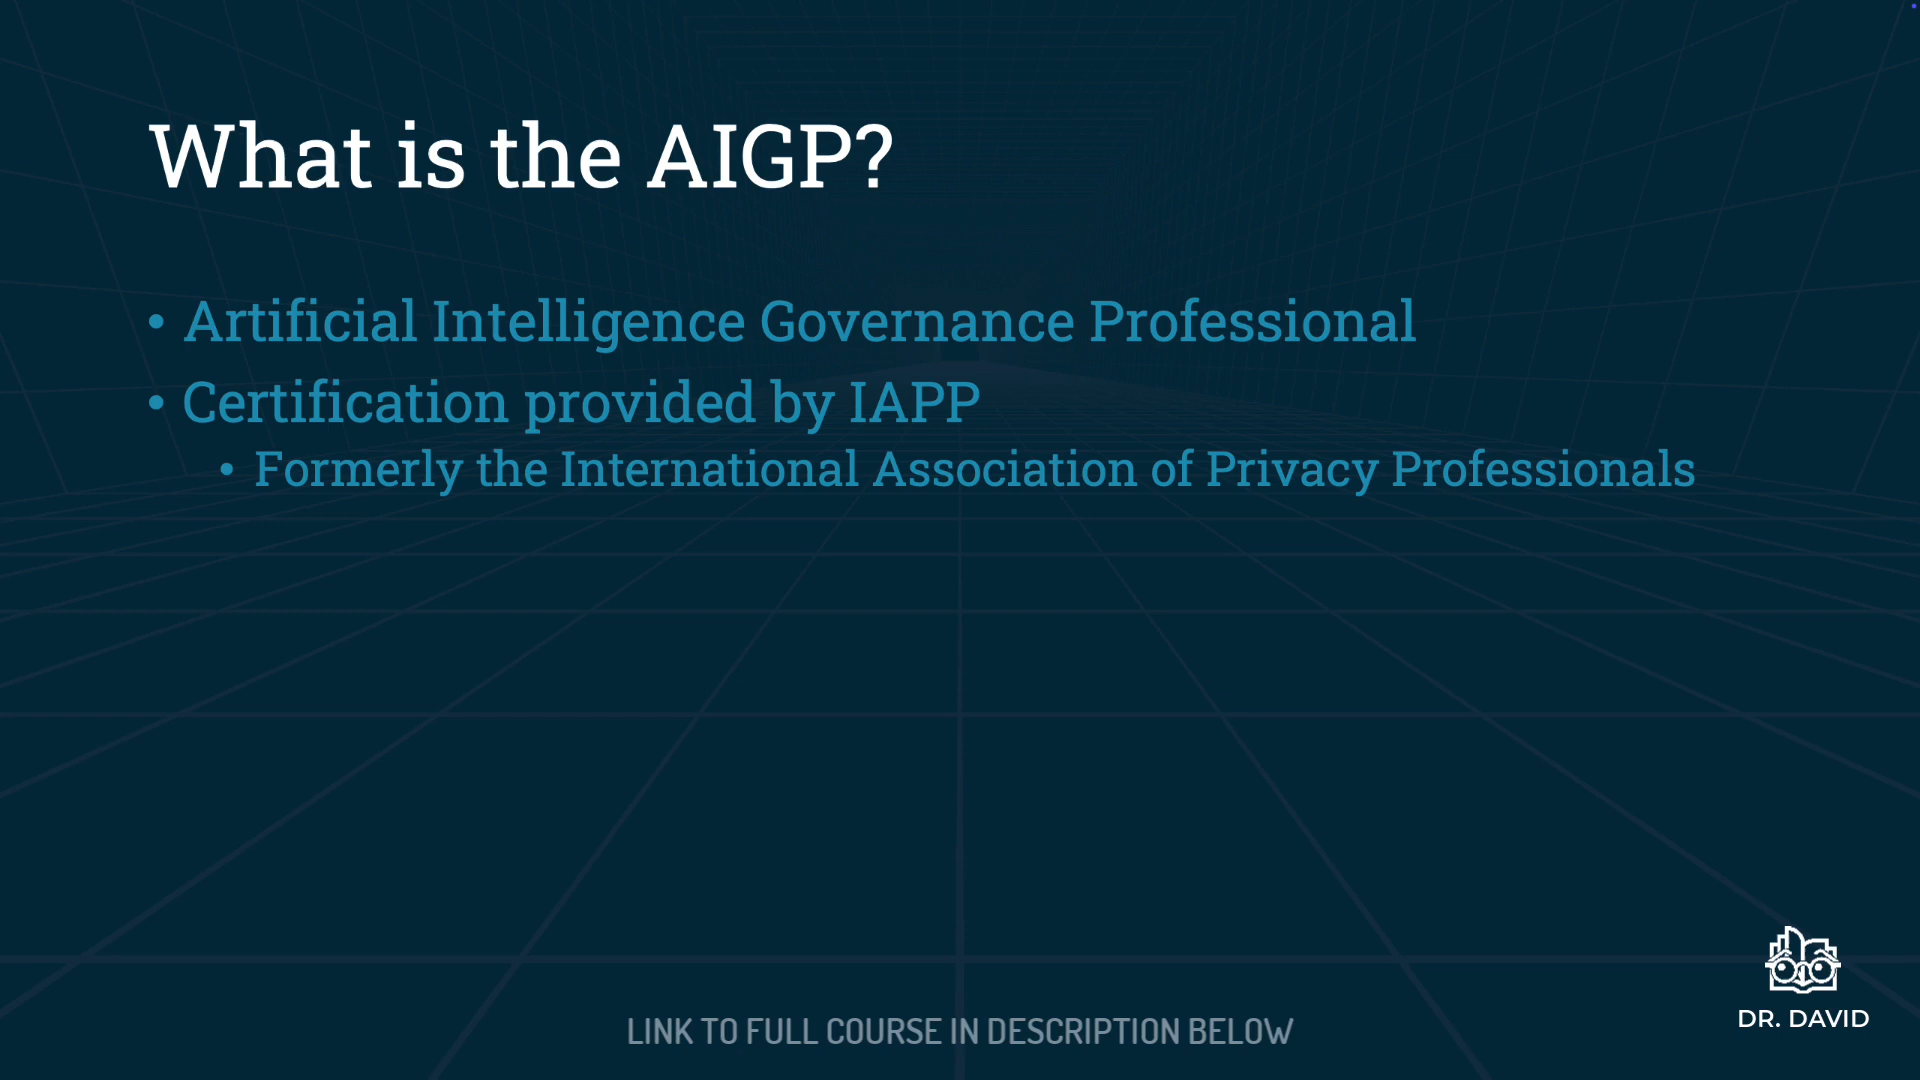 What is the AIGP?
• Artificial Intelligence Governance Professional
• Certification provided by IAPP
• Formerly the International Association of Privacy Professionals
DR. DAVID
LINK TO FULL COURSE IN DESCRIPTION BELOW